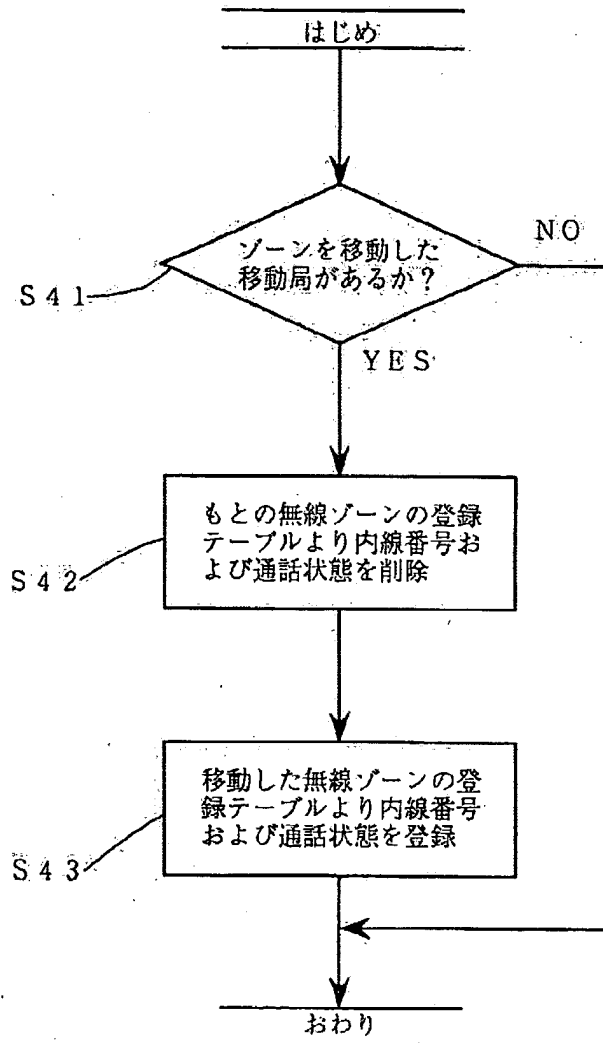 はじめ
ゾーンを移動した
移動局があるか？
NO
S41
YES
もとの無線ゾーンの登録
テーブルより内線番号お
よび通話状態を削除
S42
移動した無線ゾーンの登
録テーブルより内線番号
および通話状態を登録
S43
おわり